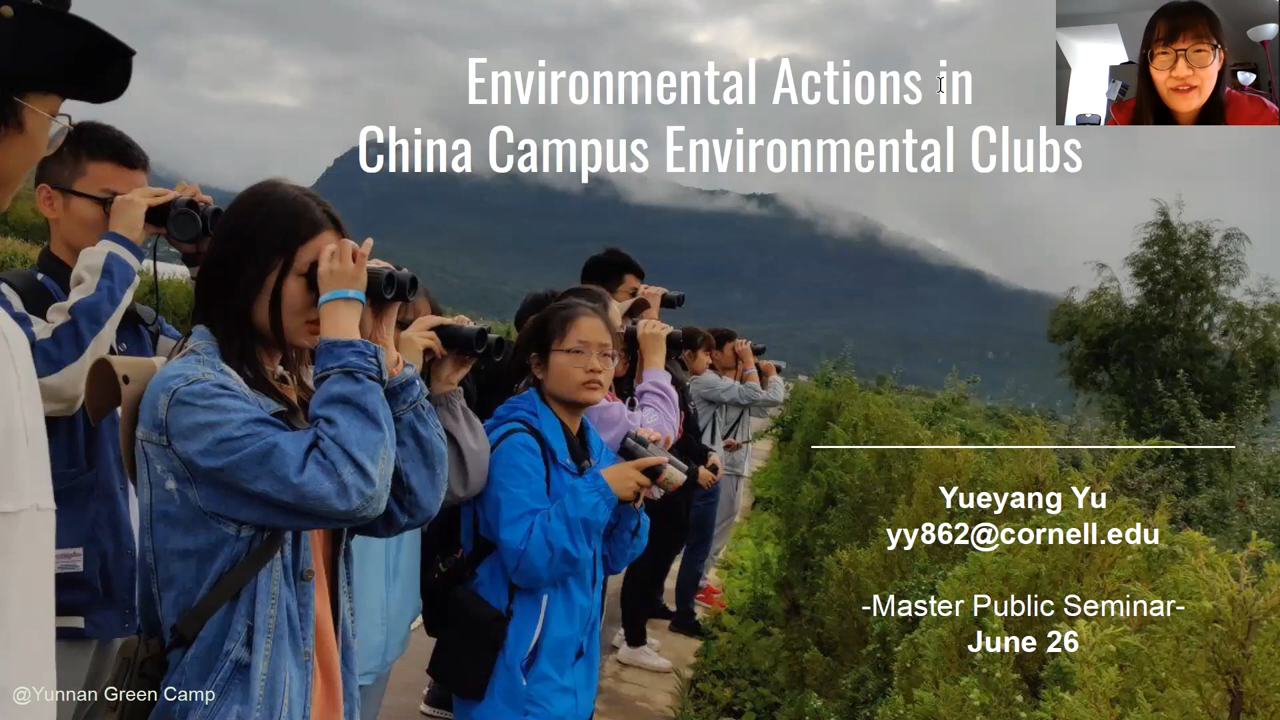 Environmental Actions in
China Campus Environmental Clubs
Yueyang Yu
yy862@cornell.edu
-Master Public Seminar-
June 26
@Yunnan Green Camp